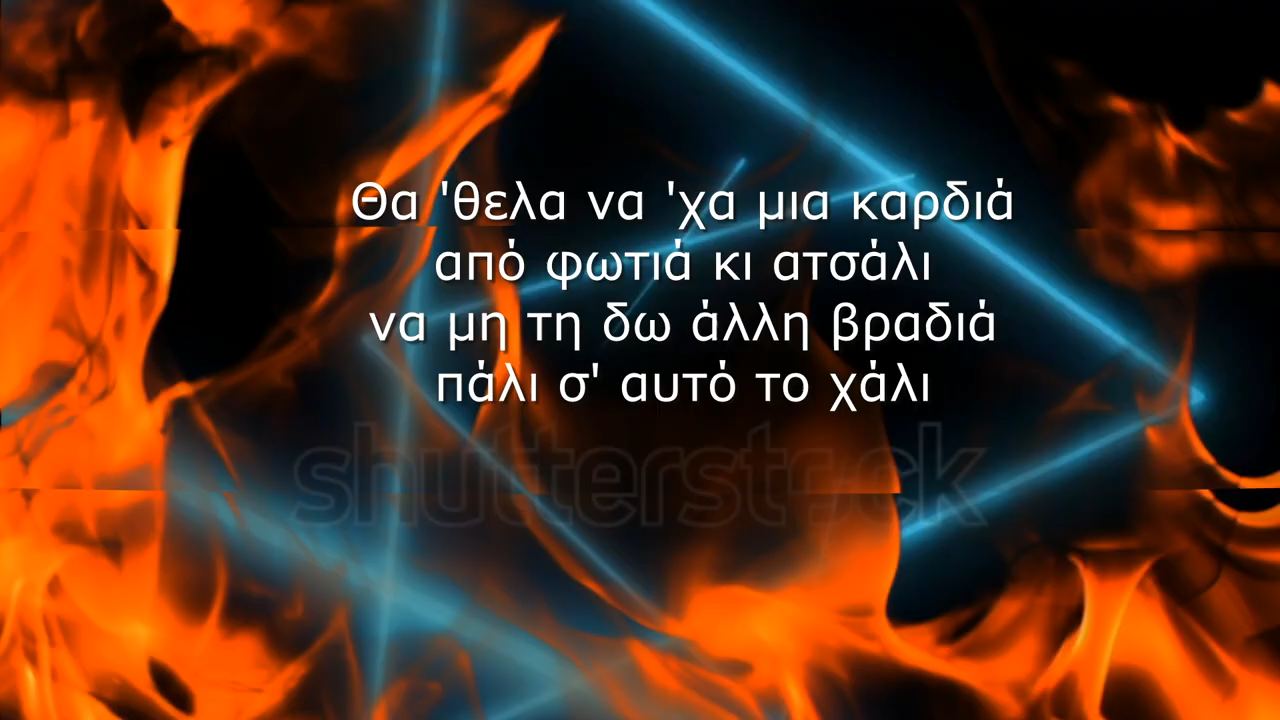 Θα 'θελα να 'χα μια καρδιά
από φωτιά κι ατσάλι
να μη τη δω άλλη βραδιά
πάλι σ' αυτό το χάλι
shutterstock